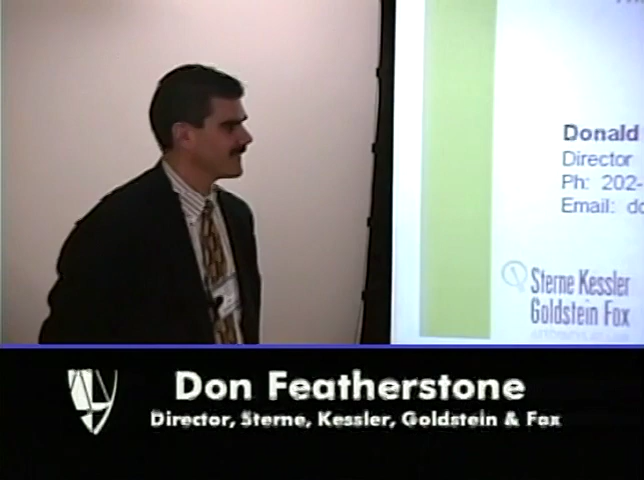 Donald
Director
Ph: 202-
Email: do
Sterne Kessler
Goldstein Fox
Don Featherstone
Director, Sterne, Kessler, Goldstein & Fox